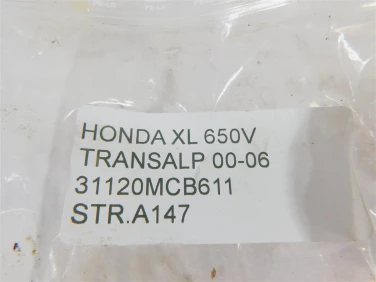 HONDA XL 650V
TRANSALP 00-06
31120MCB611
STR.A147